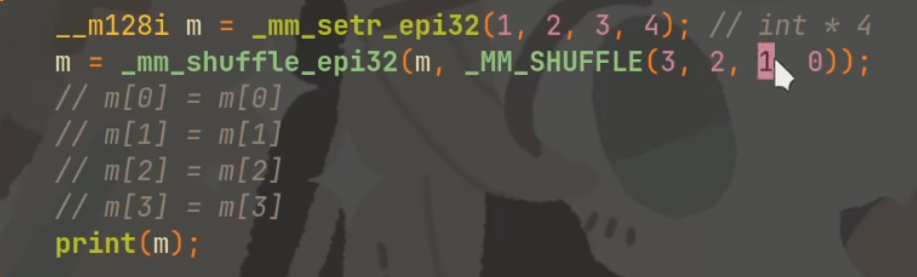 __m128i m = _mm_setr_epi32(1, 2, 3, 4); // int * 4
m = _mm_shuffle_epi32(m, _MM_SHUFFLE(3, 2, 1, 0));
// m[0] = m[0]
// m[1] = m[1]
// m[2] = m[2]
// m[3] = m[3]
print(m);